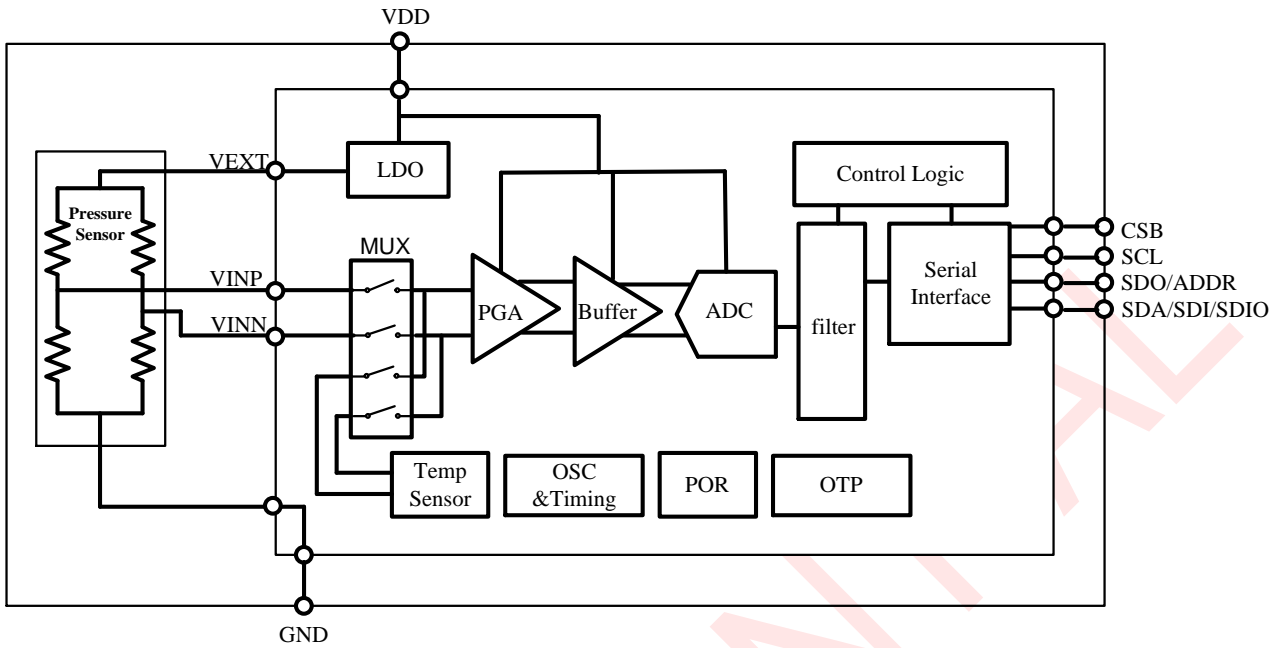 VDD
VEXT
LDO
Control Logic
Pressure
Sensor
MUX
CSB
SCL
VINP
SDO/ADDR
Serial
Interface
PGA
Buffer
ADC
SDA/SDI/SDIO
VINN
filter
Temp
Sensor
OSC
&Timing
POR
OTP
GND